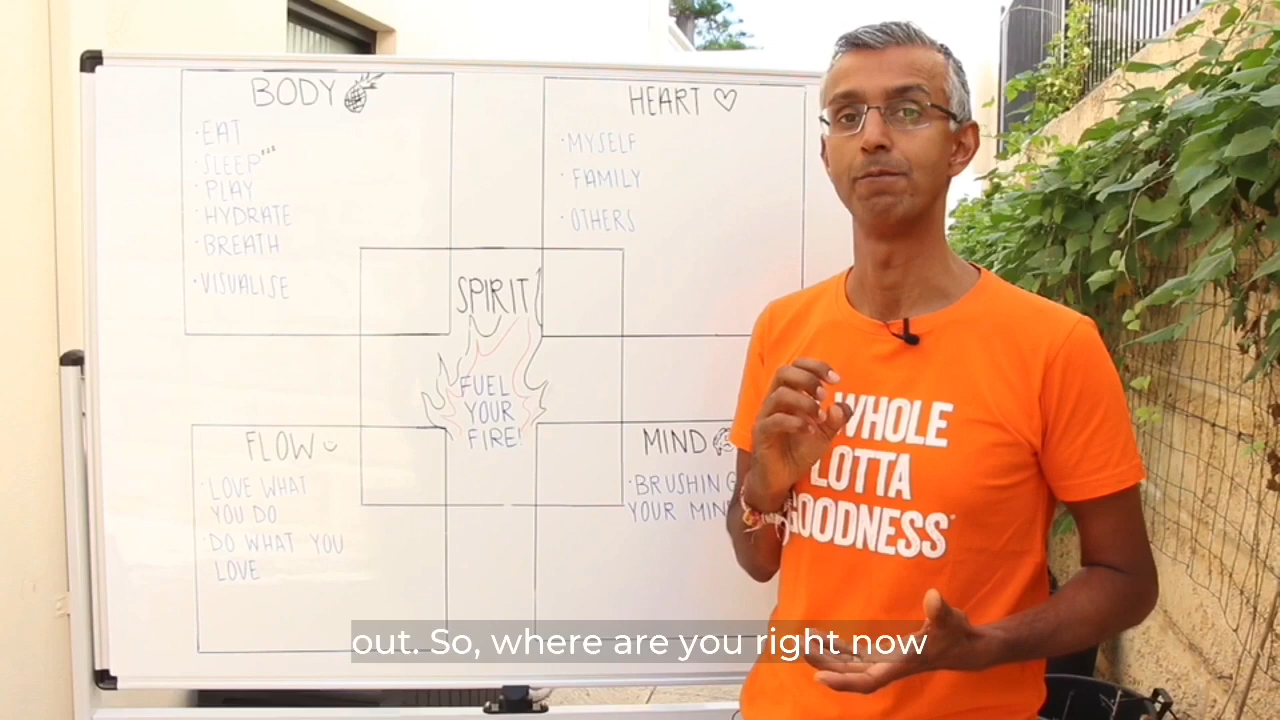 BODY
· EAT
· SLEEP zzz
· PLAY
· HYDRATE
· BREATH
· VISUALISE
HEART
· MYSELF
· FAMILY
· OTHERS
SPIRIT
FUEL
YOUR
FIRE!
FLOW
· LOVE WHAT
YOU DO
· DO WHAT YOU
LOVE
MIND
· BRUSHING
YOUR MIND
WHOLE
LOTTA
GOODNESS
out. So, where are you right now